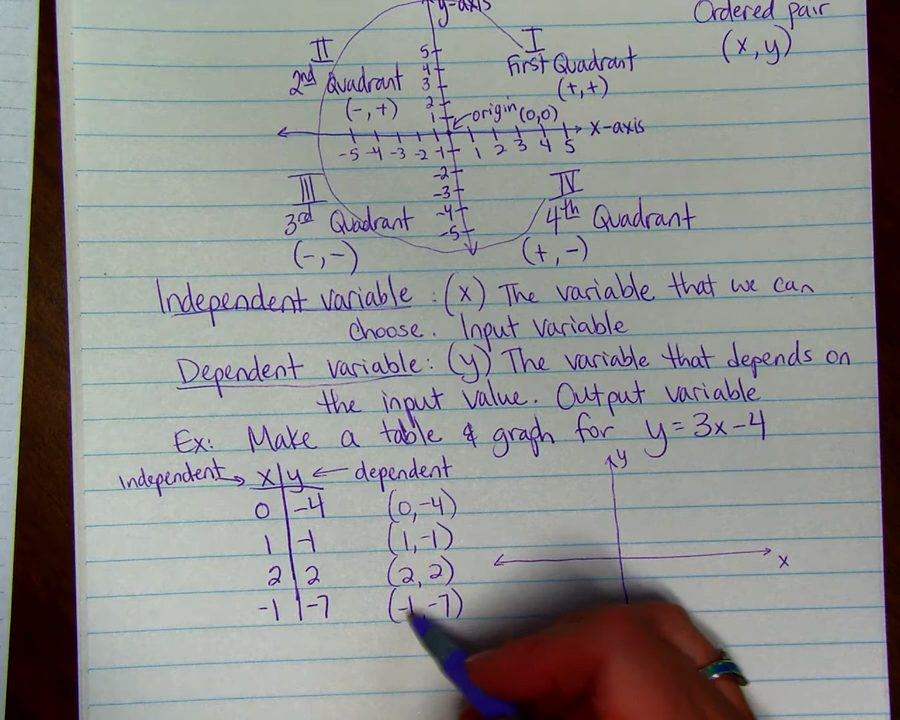 y-axis
Ordered pair
(x,y)
II
2nd Quadrant
(-,+)
I
First Quadrant
(+,+)
5
4
3
2
1
origin (0,0)
x-axis
-5 -4 -3 -2 -1 1 2 3 4 5
-2
-3
-4
-5
III
3rd Quadrant
(-,-)
IV
4th Quadrant
(+,-)
Independent variable: (x) The variable that we can
choose. Input variable
Dependent variable: (y) The variable that depends on
the input value. Output variable
Ex: Make a table & graph for y=3x-4
Independent x y dependent
0 -4 (0,-4)
1 -1 (1,-1)
2 2 (2,2)
-1 -7 (-1,-7)
y
x